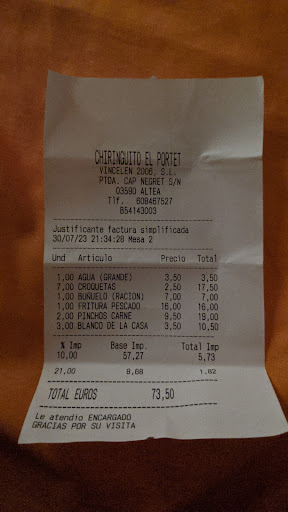 CHIRINGUITO EL PORTET
VINCELEN 2006, S.L.
PTDA. CAP NEGRET S/N
03590 ALTEA
Tlf. 608467527
B54143003
Justificante factura simplificada
30/07/23 21:34:28 Mesa 2
Und Articulo Precio Total
1,00 AGUA (GRANDE) 3,50 3,50
7,00 CROQUETAS 2,50 17,50
1,00 BUÑUELO (RACION) 7,00 7,00
1,00 FRITURA PESCADO 16,00 16,00
2,00 PINCHOS CARNE 9,50 19,00
3,00 BLANCO DE LA CASA 3,50 10,50
% Imp Base Imp. Total Imp
10,00 57,27 5,73
21,00 8,68 1,82
TOTAL EUROS 73,50
Le atendio ENCARGADO
GRACIAS POR SU VISITA